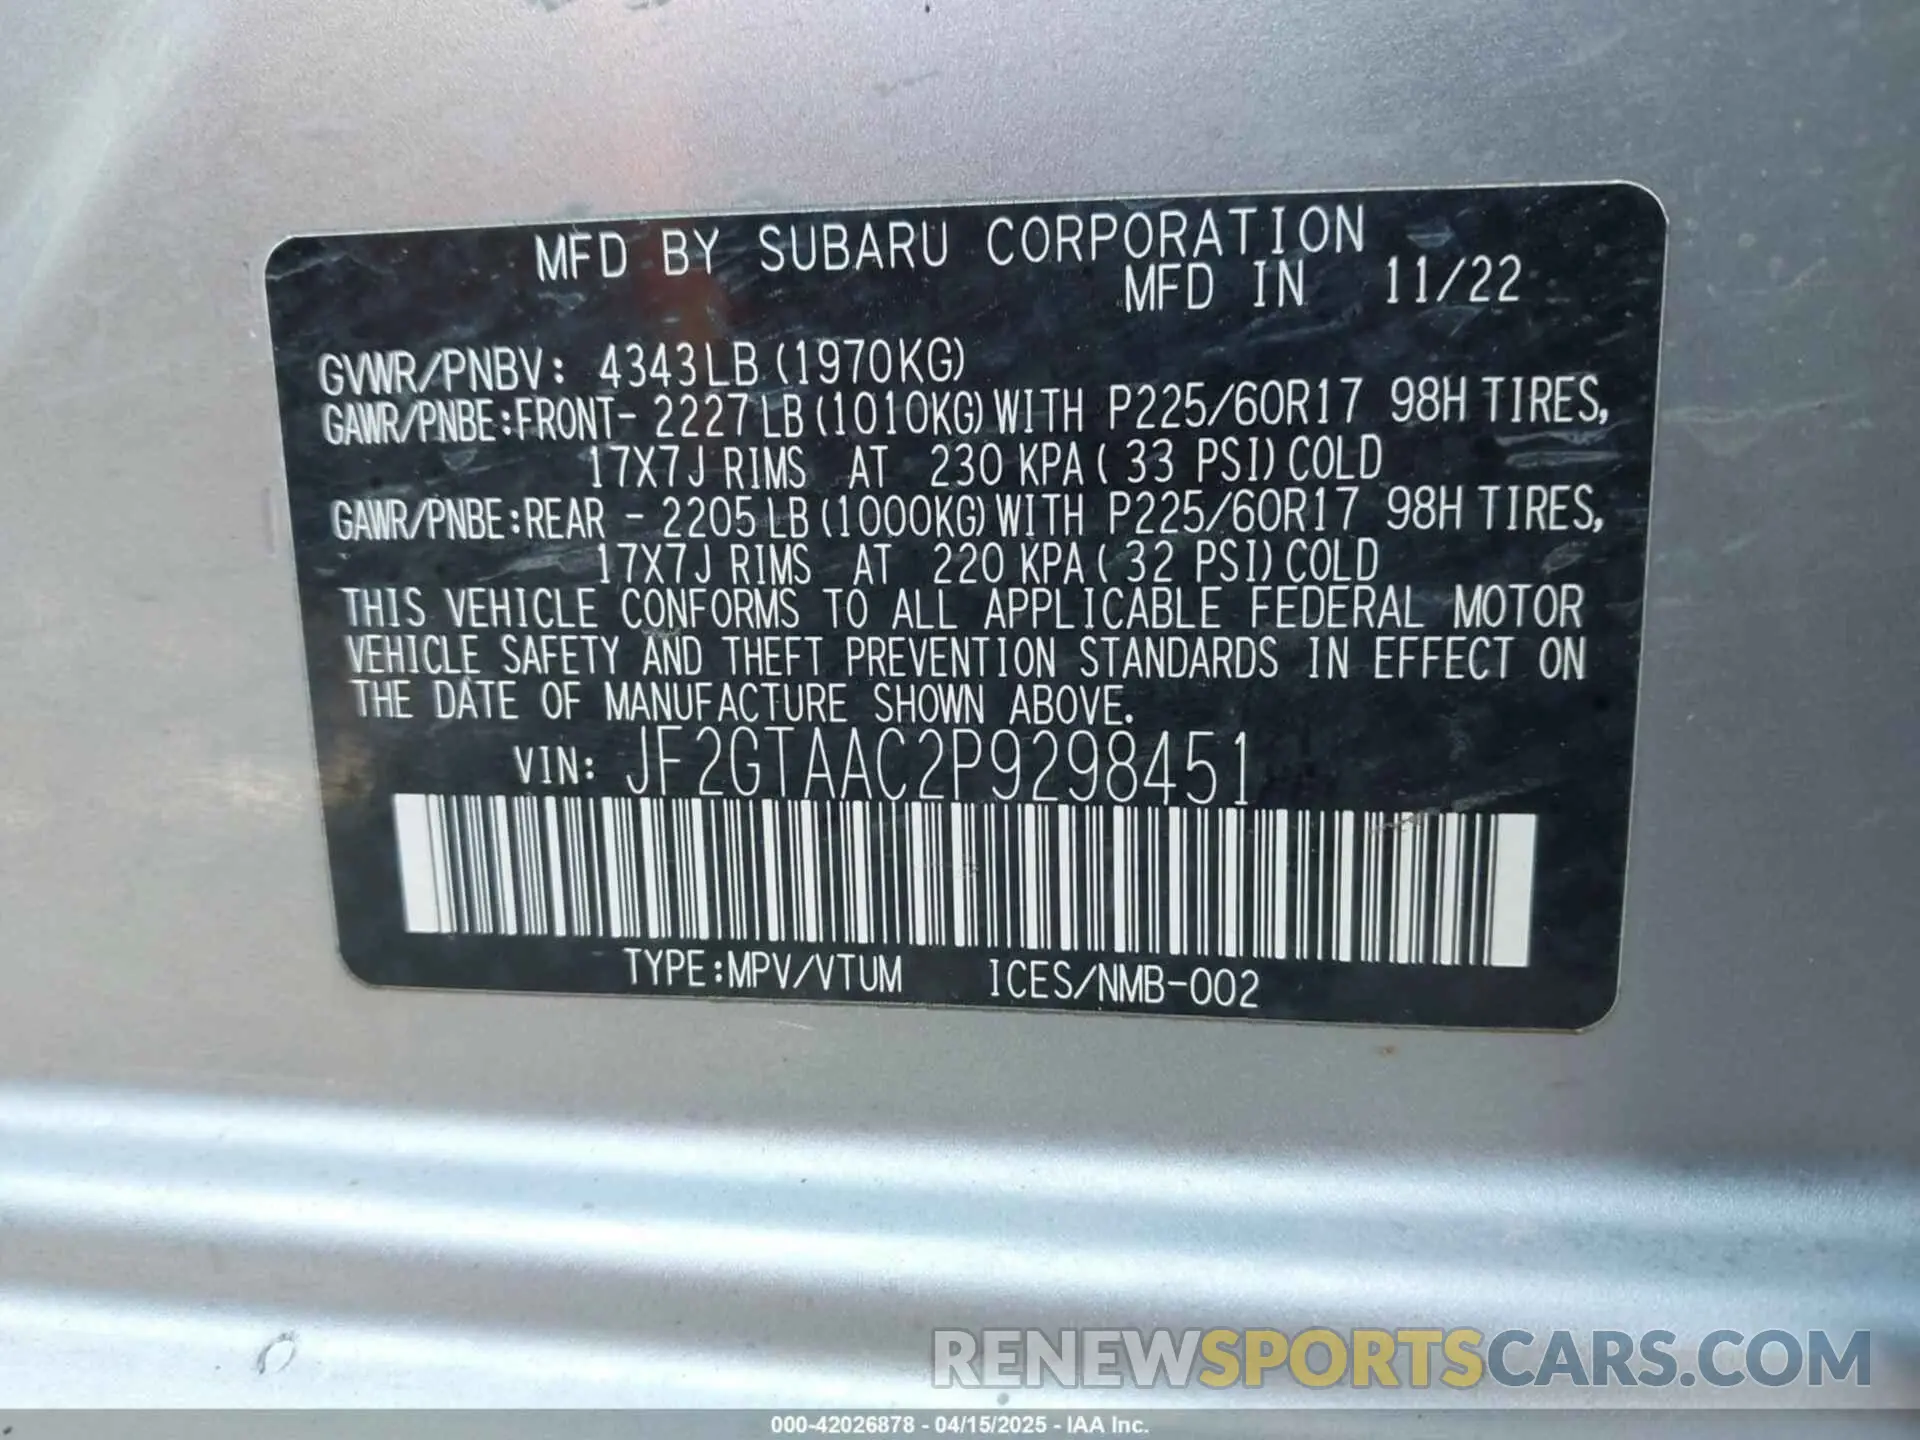 MFD BY SUBARU CORPORATION
MFD IN 11/22
GVWR/PNBV: 4343LB (1970KG)
GAWR/PNBE:FRONT- 2227LB (1010KG) WITH P225/60R17 98H TIRES,
17X7J RIMS AT 230 KPA ( 33 PSI) COLD
GAWR/PNBE:REAR - 2205LB (1000KG) WITH P225/60R17 98H TIRES,
17X7J RIMS AT 220 KPA ( 32 PSI) COLD
THIS VEHICLE CONFORMS TO ALL APPLICABLE FEDERAL MOTOR
VEHICLE SAFETY AND THEFT PREVENTION STANDARDS IN EFFECT ON
THE DATE OF MANUFACTURE SHOWN ABOVE.
VIN: JF2GTAAC2P9298451
TYPE:MPV/VTUM ICES/NMB-002
RENEWSPORTSCARS.COM
000-42026878 - 04/15/2025 - IAA Inc.